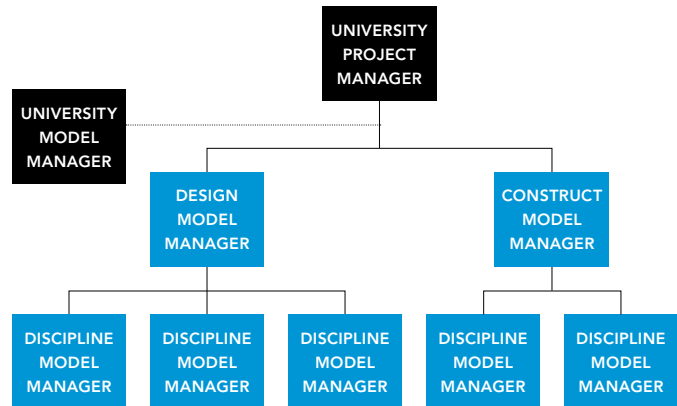 UNIVERSITY
PROJECT
MANAGER
UNIVERSITY
MODEL
MANAGER
DESIGN
MODEL
MANAGER
CONSTRUCT
MODEL
MANAGER
DISCIPLINE
MODEL
MANAGER
DISCIPLINE
MODEL
MANAGER
DISCIPLINE
MODEL
MANAGER
DISCIPLINE
MODEL
MANAGER
DISCIPLINE
MODEL
MANAGER